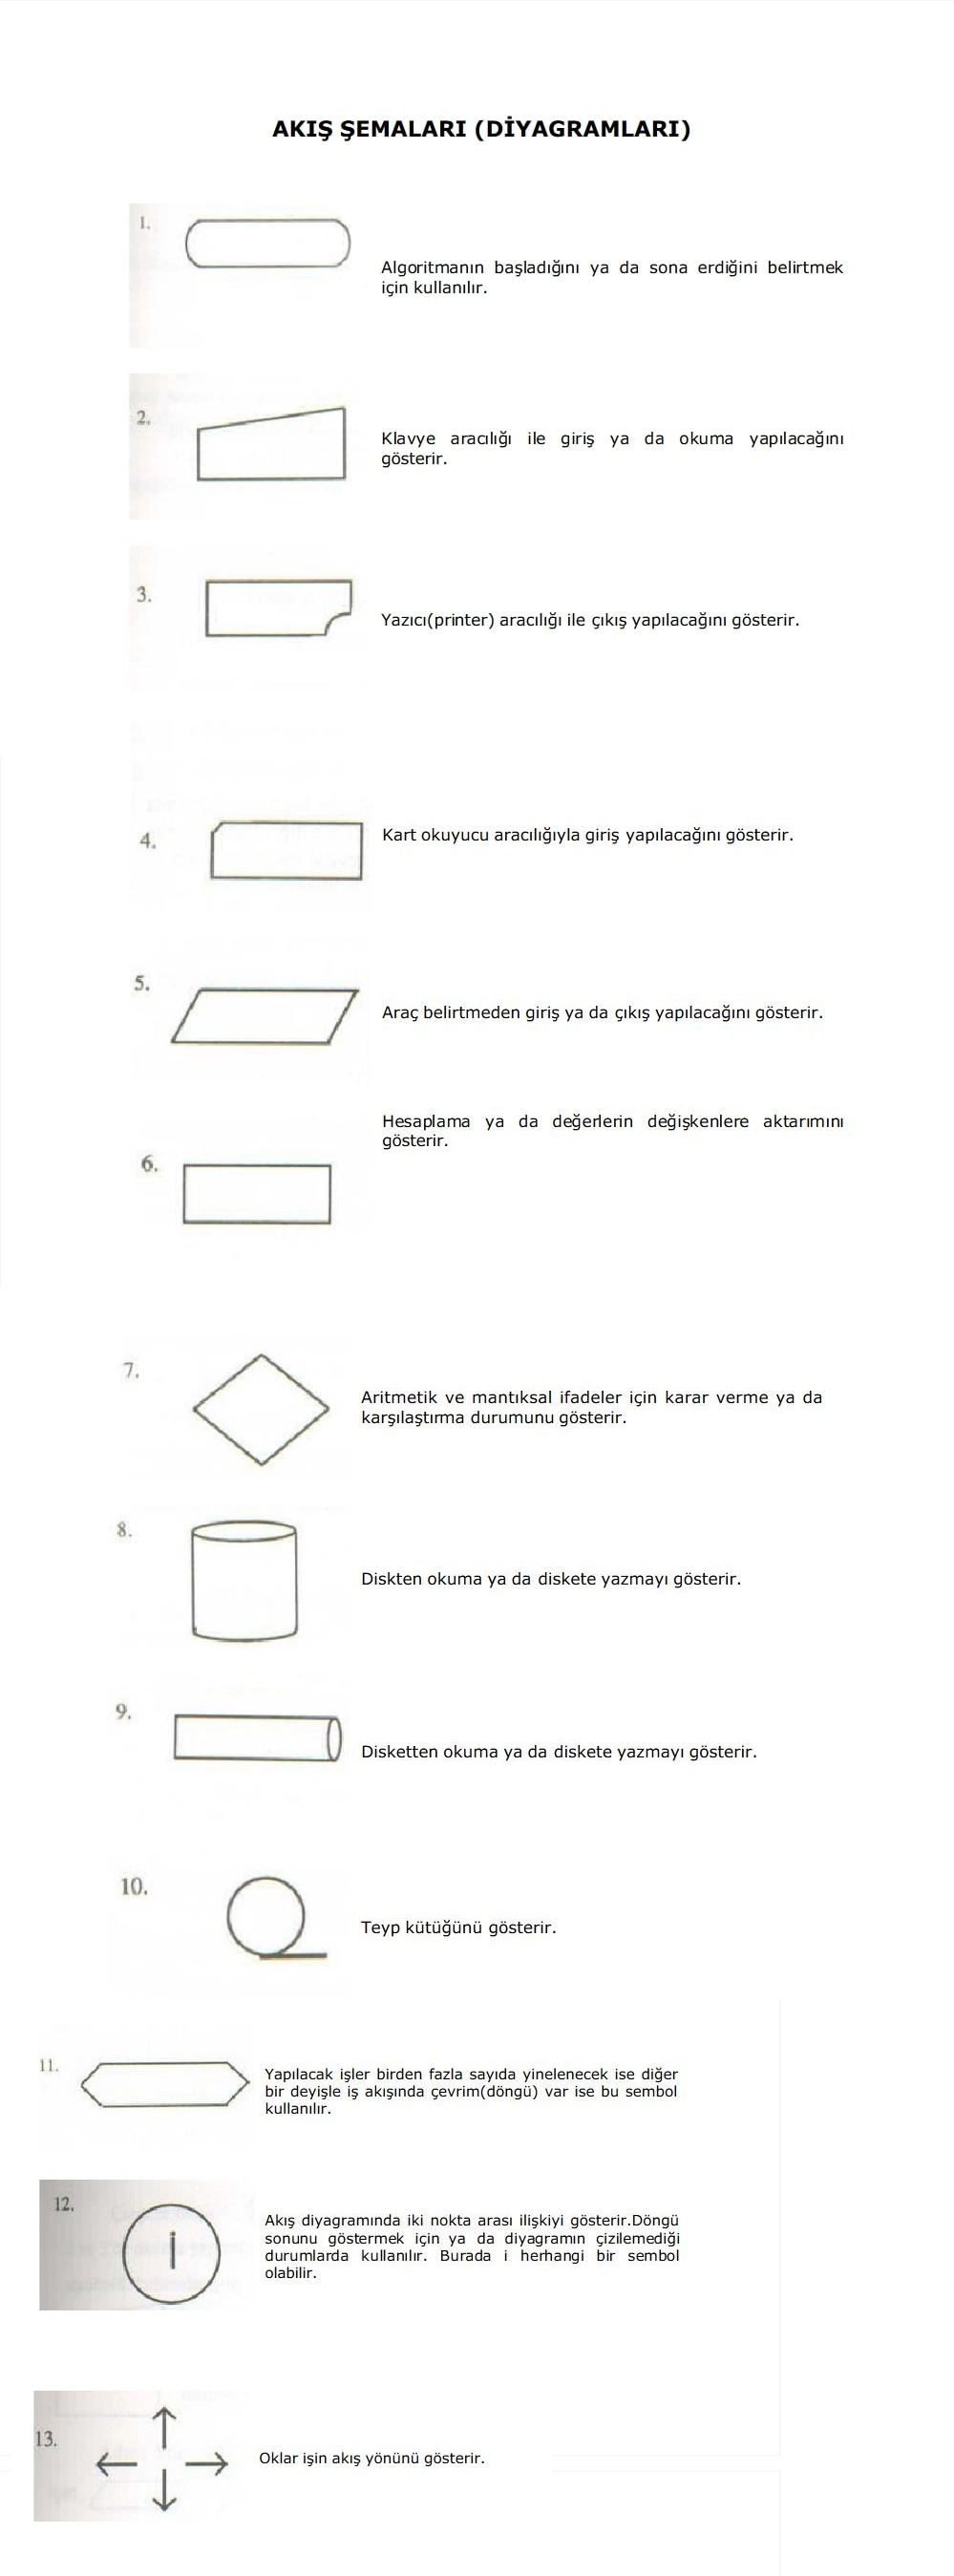 AKIŞ ŞEMALARI (DİYAGRAMLARI)
1.
Algoritmanın başladığını ya da sona erdiğini belirtmek
için kullanılır.
2.
Klavye aracılığı ile giriş ya da okuma yapılacağını
gösterir.
3.
Yazıcı(printer) aracılığı ile çıkış yapılacağını gösterir.
4.
Kart okuyucu aracılığıyla giriş yapılacağını gösterir.
5.
Araç belirtmeden giriş ya da çıkış yapılacağını gösterir.
Hesaplama ya da değerlerin değişkenlere aktarımını
gösterir.
6.
7.
Aritmetik ve mantıksal ifadeler için karar verme ya da
karşılaştırma durumunu gösterir.
8.
Diskten okuma ya da diskete yazmayı gösterir.
9.
Disketten okuma ya da diskete yazmayı gösterir.
10.
Teyp kütüğünü gösterir.
11.
Yapılacak işler birden fazla sayıda yinelenecek ise diğer
bir deyişle iş akışında çevrim(döngü) var ise bu sembol
kullanılır.
12.
Akış diyagramında iki nokta arası ilişkiyi gösterir.Döngü
sonunu göstermek için ya da diyagramın çizilemediği
durumlarda kullanılır. Burada i herhangi bir sembol
olabilir.
13.
Oklar işin akış yönünü gösterir.